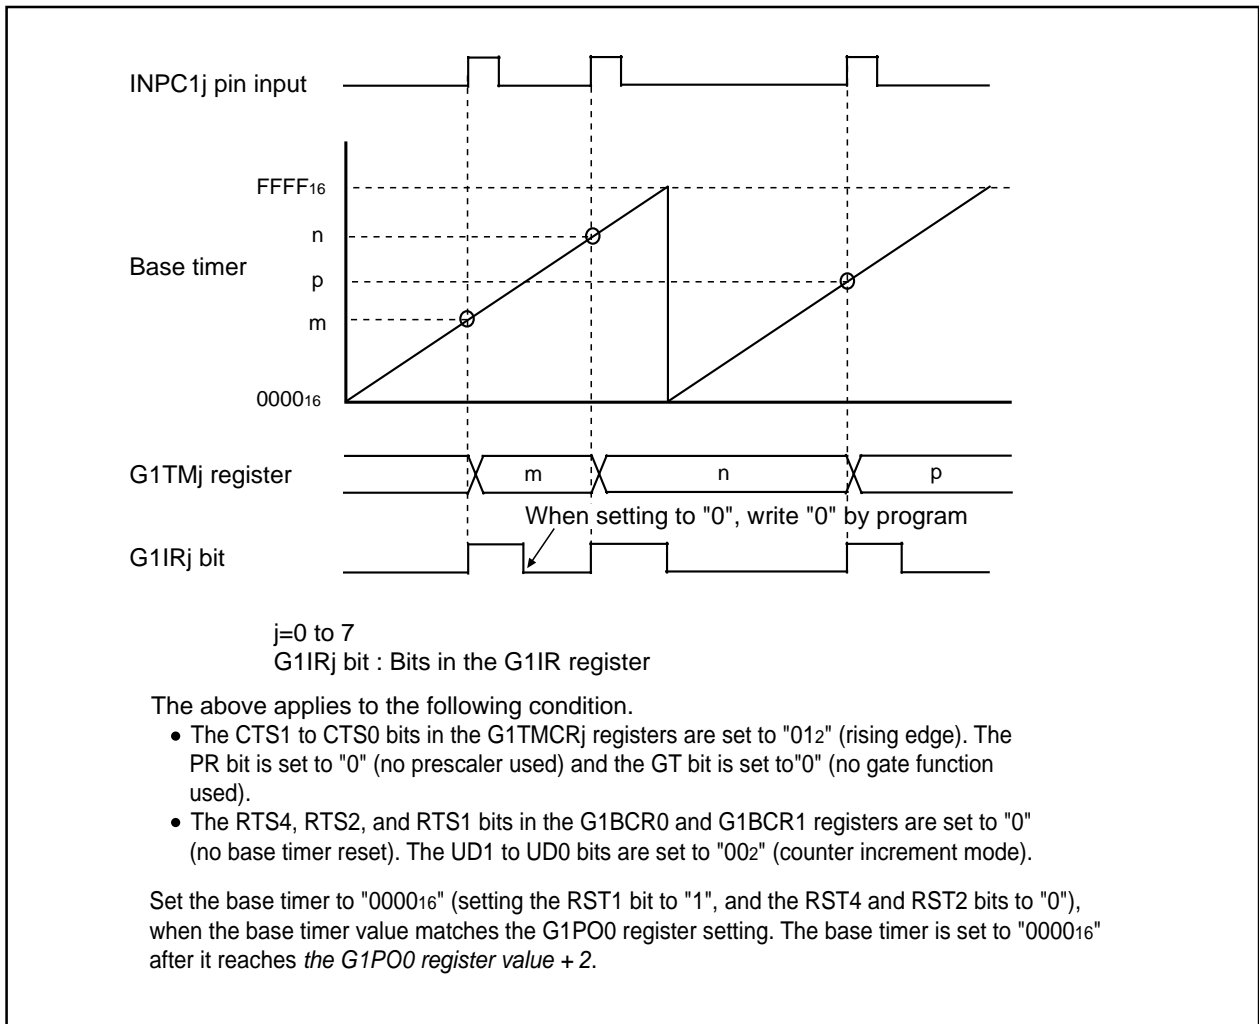 INPC1j pin input
FFFF16
n
Base timer
p
m
000016
G1TMj register
m
n
p
When setting to "0", write "0" by program
G1IRj bit
j=0 to 7
G1IRj bit : Bits in the G1IR register
The above applies to the following condition.
• The CTS1 to CTS0 bits in the G1TMCRj registers are set to "012" (rising edge). The
PR bit is set to "0" (no prescaler used) and the GT bit is set to"0" (no gate function
used).
• The RTS4, RTS2, and RTS1 bits in the G1BCR0 and G1BCR1 registers are set to "0"
(no base timer reset). The UD1 to UD0 bits are set to "002" (counter increment mode).
Set the base timer to "000016" (setting the RST1 bit to "1", and the RST4 and RST2 bits to "0"),
when the base timer value matches the G1PO0 register setting. The base timer is set to "000016"
after it reaches the G1PO0 register value + 2.